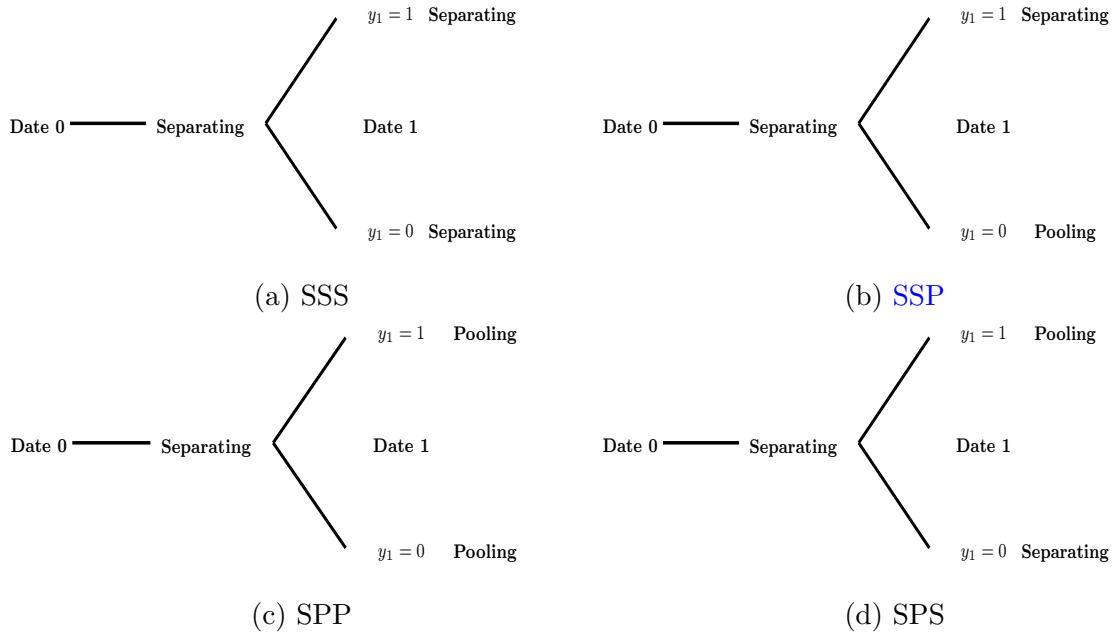 y₁ = 1 Separating
Date 0 Separating Date 1
y₁ = 0 Separating
(a) SSS
y₁ = 1 Separating
Date 0 Separating Date 1
y₁ = 0 Pooling
(b) SSP
y₁ = 1 Pooling
Date 0 Separating Date 1
y₁ = 0 Pooling
(c) SPP
y₁ = 1 Pooling
Date 0 Separating Date 1
y₁ = 0 Separating
(d) SPS